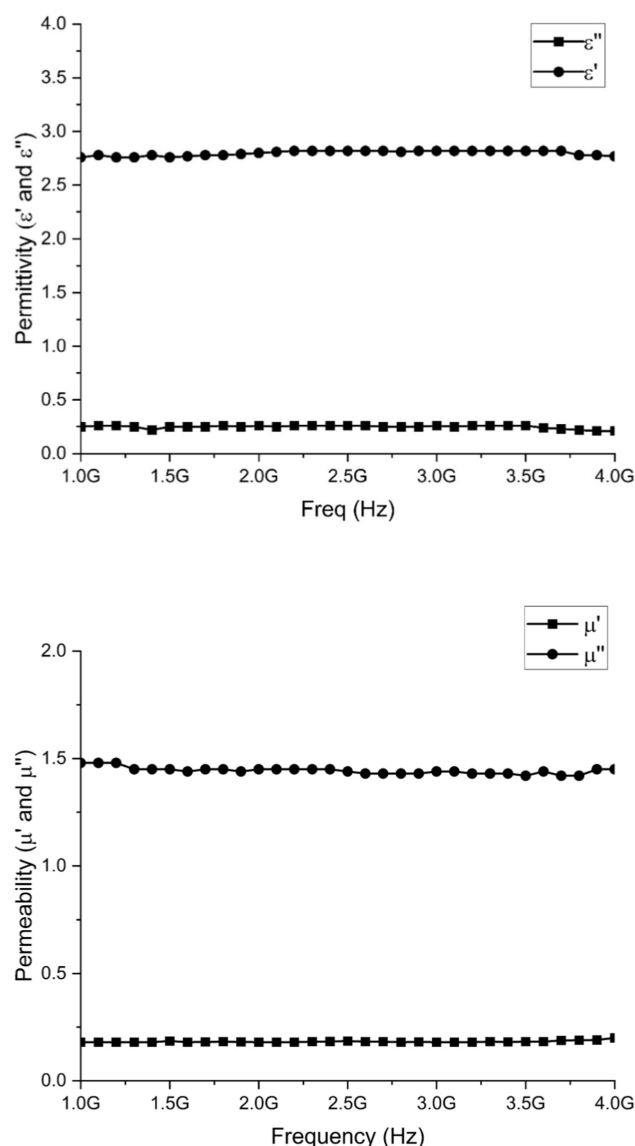 4.0
3.5
3.0
2.5
2.0
1.5
1.0
0.5
0.0
Permittivity (ε' and ε")
ε"
ε'
1.0G 1.5G 2.0G 2.5G 3.0G 3.5G 4.0G
Freq (Hz)
2.0
1.5
1.0
0.5
0.0
Permeability (μ' and μ")
μ'
μ"
1.0G 1.5G 2.0G 2.5G 3.0G 3.5G 4.0G
Frequency (Hz)